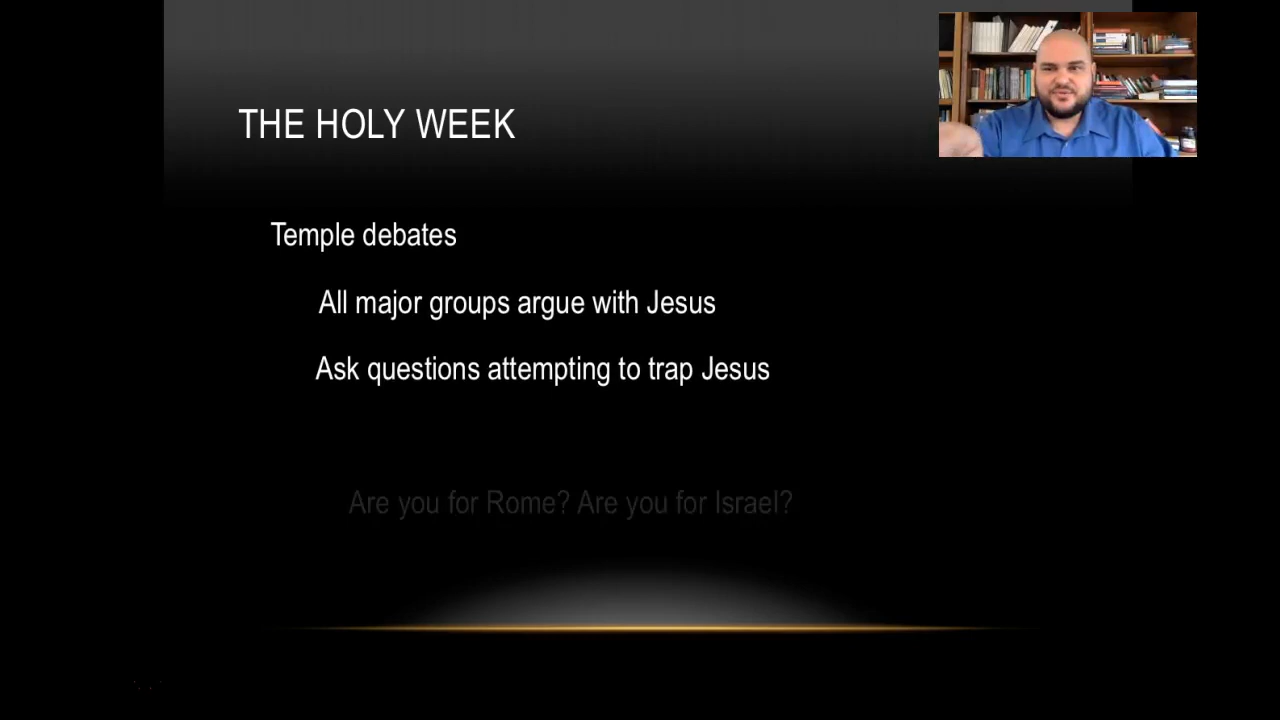 THE HOLY WEEK
Temple debates
All major groups argue with Jesus
Ask questions attempting to trap Jesus
Are you for Rome? Are you for Israel?